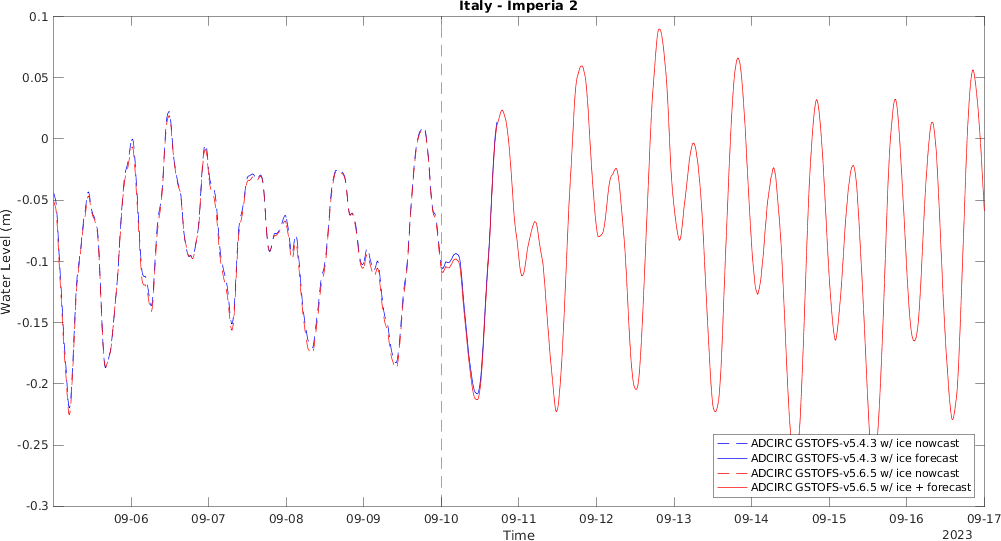 Italy - Imperia 2
0.1
0.05
0
-0.05
-0.1
-0.15
-0.2
-0.25
-0.3
Water Level (m)
ADCIRC GSTOFS-v5.4.3 w/ ice nowcast
ADCIRC GSTOFS-v5.4.3 w/ ice forecast
ADCIRC GSTOFS-v5.6.5 w/ ice nowcast
ADCIRC GSTOFS-v5.6.5 w/ ice + forecast
09-06 09-07 09-08 09-09 09-10 09-11 09-12 09-13 09-14 09-15 09-16 09-17
Time
2023